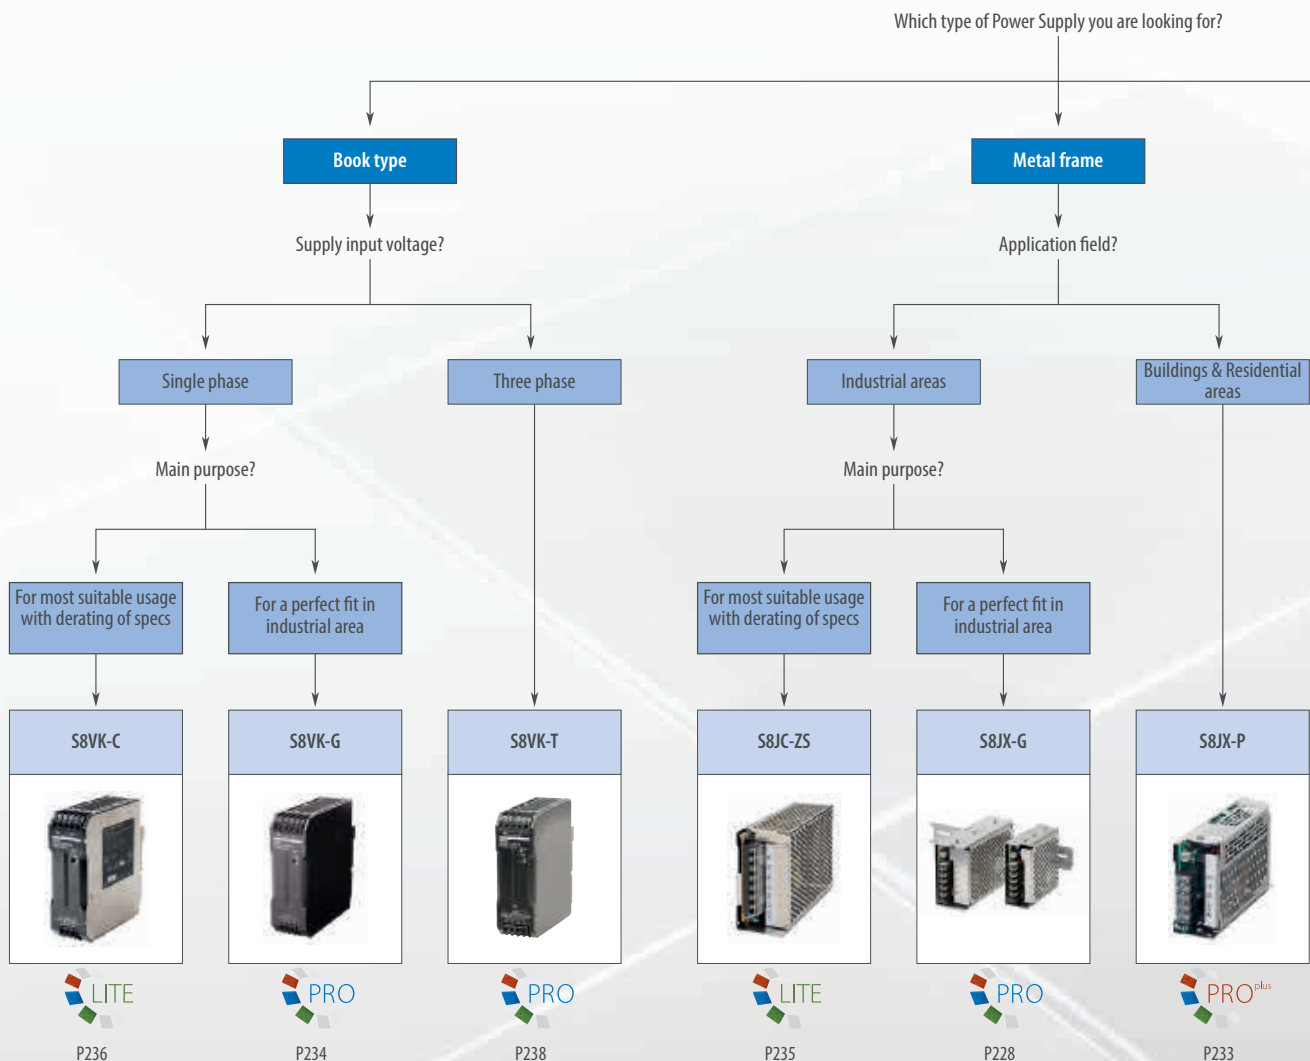 Which type of Power Supply you are looking for?
Book type
Metal frame
Supply input voltage?
Application field?
Single phase
Three phase
Industrial areas
Buildings & Residential
areas
Main purpose?
Main purpose?
For most suitable usage
with derating of specs
For a perfect fit in
industrial area
For most suitable usage
with derating of specs
For a perfect fit in
industrial area
S8VK-C
S8VK-G
S8VK-T
S8JC-ZS
S8JX-G
S8JX-P
LITE
PRO
PRO
LITE
PRO
PROplus
P236
P234
P238
P235
P228
P233